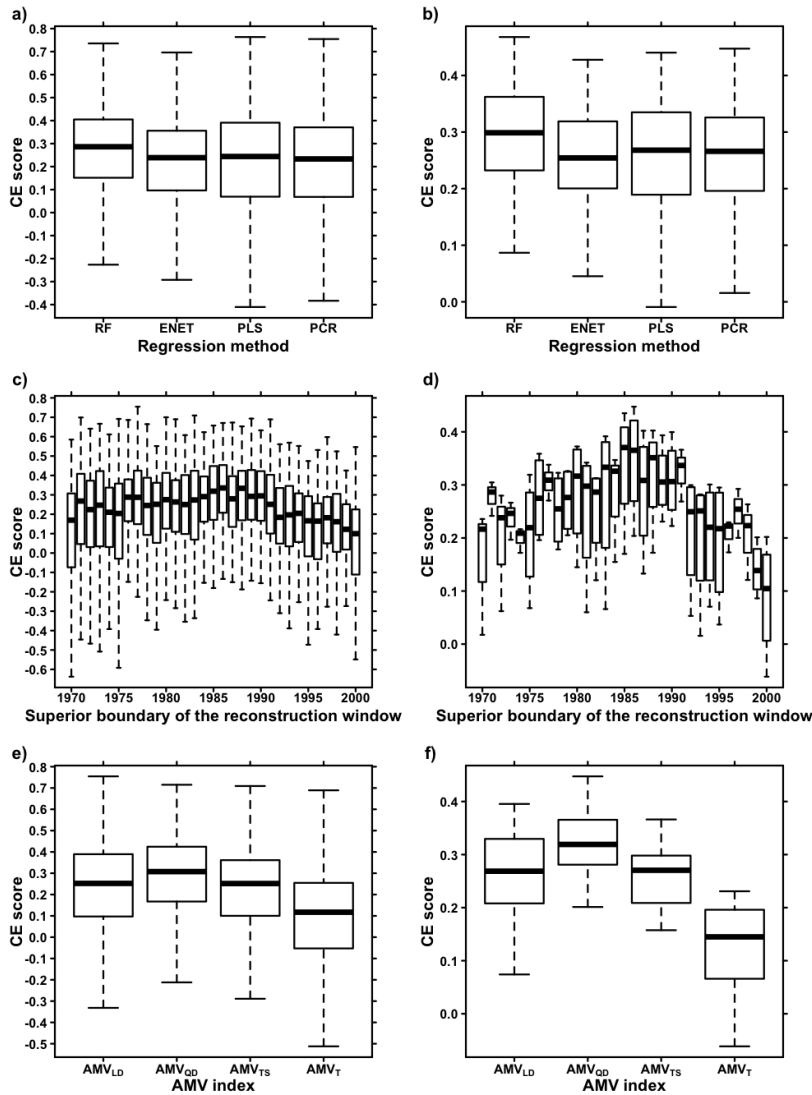 a)
0.8
0.7
0.6
0.5
0.4
0.3
0.2
0.1
0.0
-0.1
-0.2
-0.3
-0.4
CE score
RF ENET PLS PCR
Regression method
b)
0.4
0.3
0.2
0.1
0.0
CE score
RF ENET PLS PCR
Regression method
c)
0.8
0.7
0.6
0.5
0.4
0.3
0.2
0.1
0.0
-0.1
-0.2
-0.3
-0.4
-0.5
-0.6
CE score
1970 1975 1980 1985 1990 1995 2000
Superior boundary of the reconstruction window
d)
0.4
0.3
0.2
0.1
0.0
CE score
1970 1975 1980 1985 1990 1995 2000
Superior boundary of the reconstruction window
e)
0.8
0.7
0.6
0.5
0.4
0.3
0.2
0.1
0.0
-0.1
-0.2
-0.3
-0.4
-0.5
CE score
AMV_LD AMV_QD AMV_TS AMV_T
AMV index
f)
0.4
0.3
0.2
0.1
0.0
CE score
AMV_LD AMV_QD AMV_TS AMV_T
AMV index